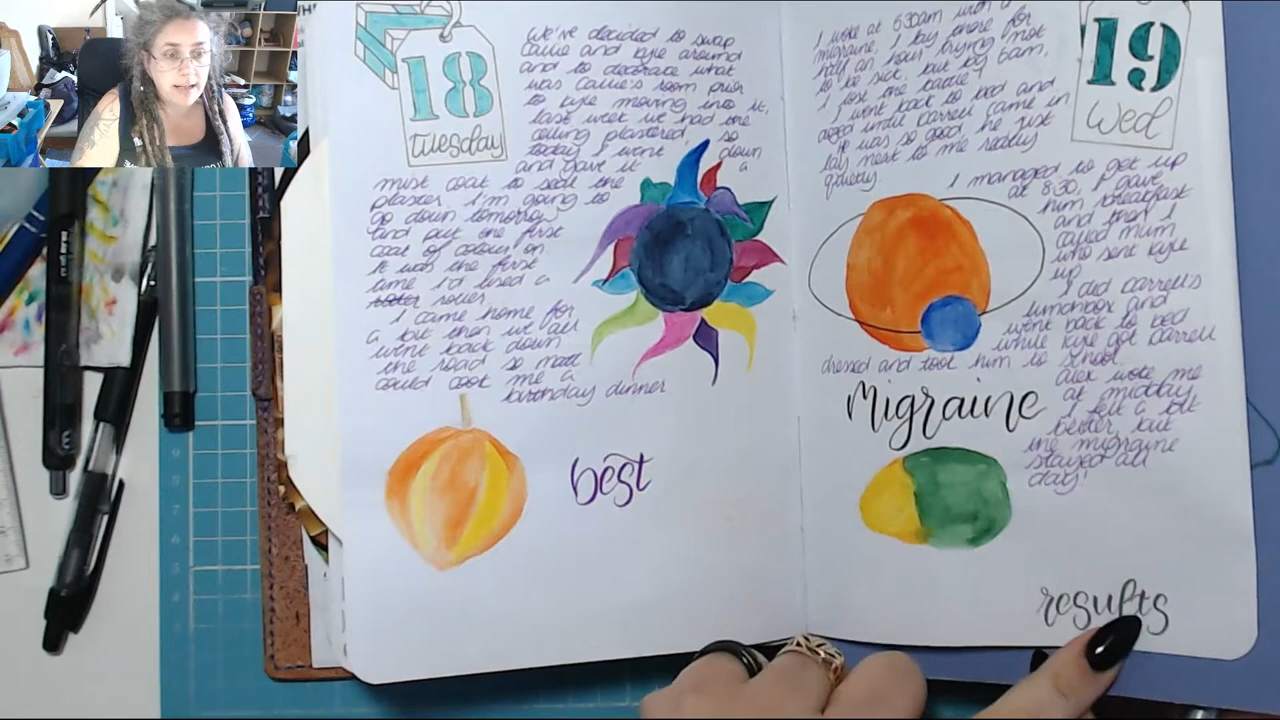 18
Tuesday
We've decided to swap
Callie and Kyle around
and to decorate what
was Callie's room prior
to Kyle moving into it.
Last week we had the
ceiling plastered, so
today I went down
and gave it a
mist coat to seal the
plaster. I'm going to
go down tomorrow
and put the first
coat of colour on.
It was the first
time I'd used a
roller.
I came home for
a bit then we all
went back down
the road so Matt
could cook me a
birthday dinner
best
19
Wed
I woke at 5:30am with a
migraine, I lay there for
half an hour trying not
to be sick, but by 6am,
I lost the battle!
I went back to bed and
until Darrell came in
it was so good, he just
lay next to me really
quietly
I managed to get up
at 8:30, I gave
him breakfast
and then I
called mum
who sent Kyle
up
I did Darrell's
lunchbox and
went back to bed
while Kyle got Darrell
dressed and took him to school.
Alex woke me
at midday
I felt a bit
better, but
the migraine
stayed all
day!
Migraine
results